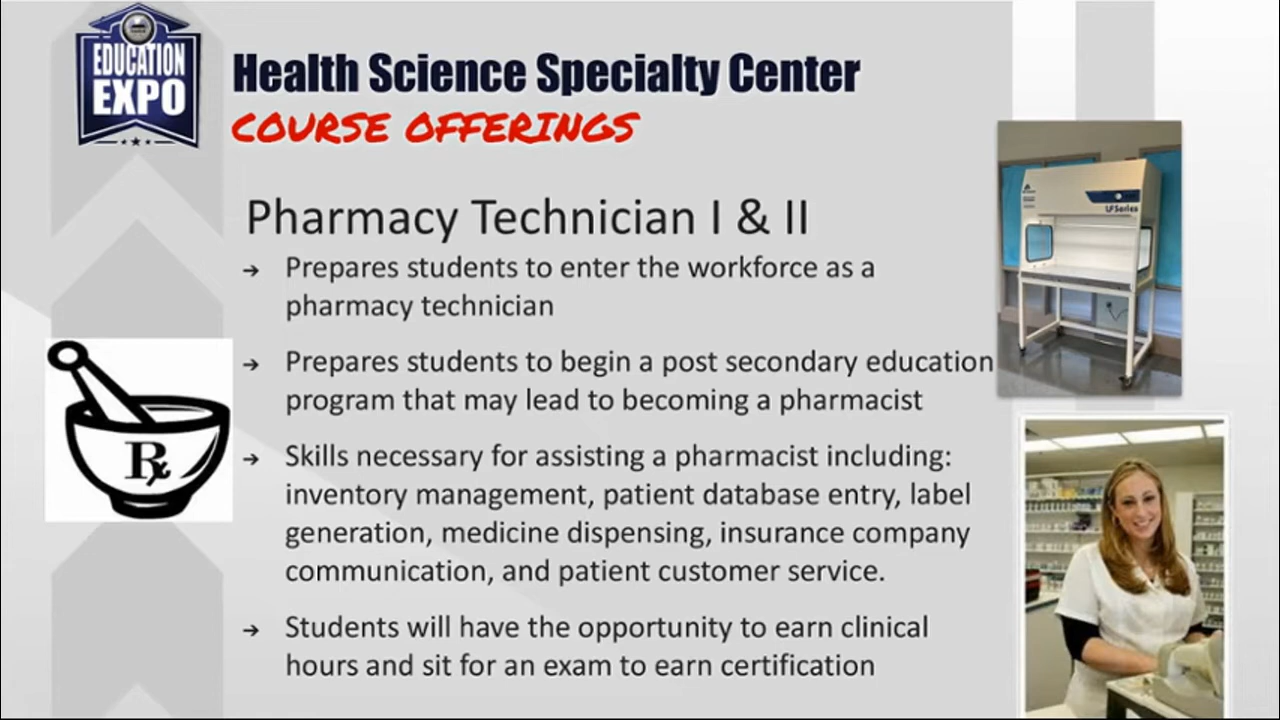 EDUCATION
EXPO
Health Science Specialty Center
COURSE OFFERINGS
Pharmacy Technician I & II
➔ Prepares students to enter the workforce as a
pharmacy technician
➔ Prepares students to begin a post secondary education
program that may lead to becoming a pharmacist
➔ Skills necessary for assisting a pharmacist including:
inventory management, patient database entry, label
generation, medicine dispensing, insurance company
communication, and patient customer service.
➔ Students will have the opportunity to earn clinical
hours and sit for an exam to earn certification
Rx
LF Series